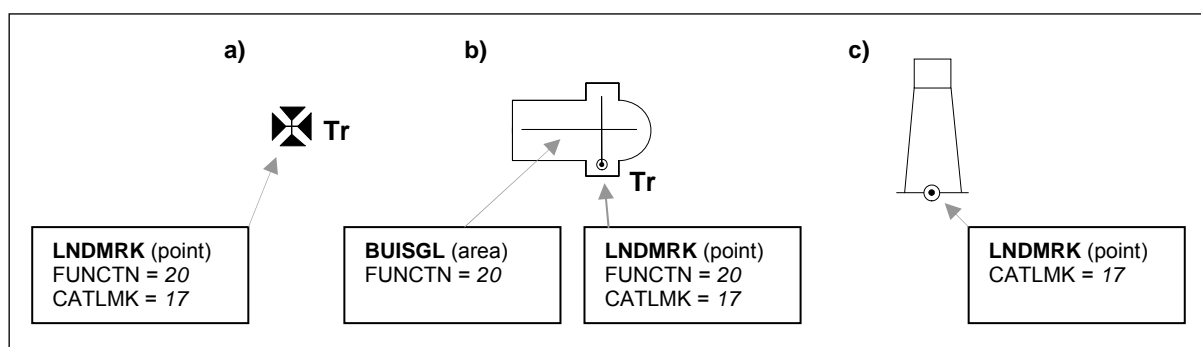 a)
b)
c)
Tr
Tr
LNDMRK (point)
FUNCTN = 20
CATLMK = 17
BUISGL (area)
FUNCTN = 20
LNDMRK (point)
FUNCTN = 20
CATLMK = 17
LNDMRK (point)
CATLMK = 17